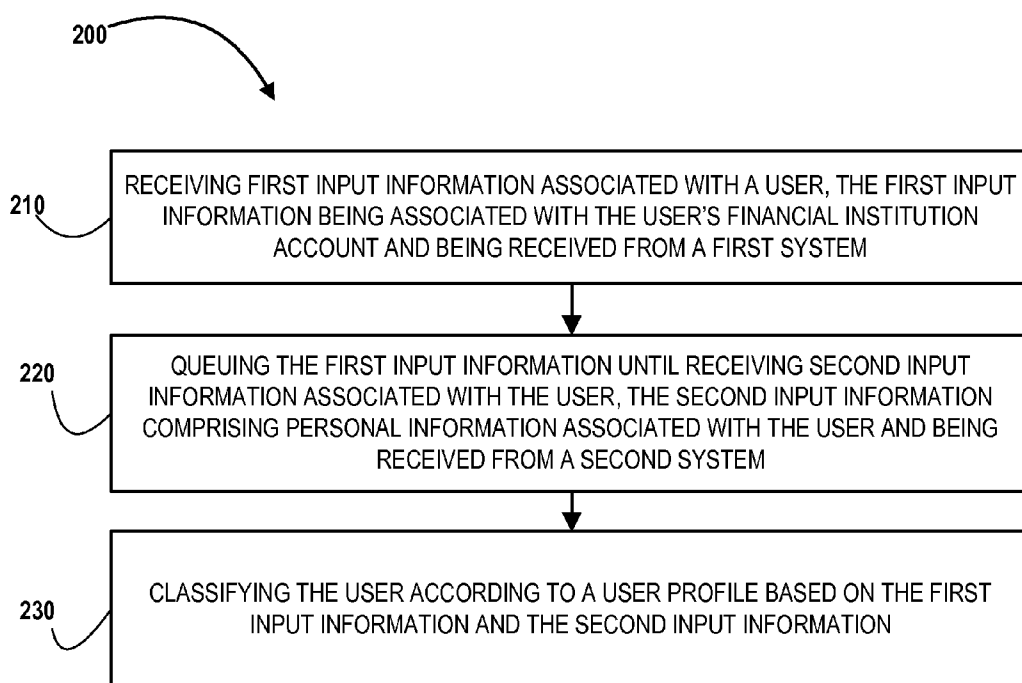 200
210
RECEIVING FIRST INPUT INFORMATION ASSOCIATED WITH A USER, THE FIRST INPUT
INFORMATION BEING ASSOCIATED WITH THE USER'S FINANCIAL INSTITUTION
ACCOUNT AND BEING RECEIVED FROM A FIRST SYSTEM
220
QUEUING THE FIRST INPUT INFORMATION UNTIL RECEIVING SECOND INPUT
INFORMATION ASSOCIATED WITH THE USER, THE SECOND INPUT INFORMATION
COMPRISING PERSONAL INFORMATION ASSOCIATED WITH THE USER AND BEING
RECEIVED FROM A SECOND SYSTEM
230
CLASSIFYING THE USER ACCORDING TO A USER PROFILE BASED ON THE FIRST
INPUT INFORMATION AND THE SECOND INPUT INFORMATION